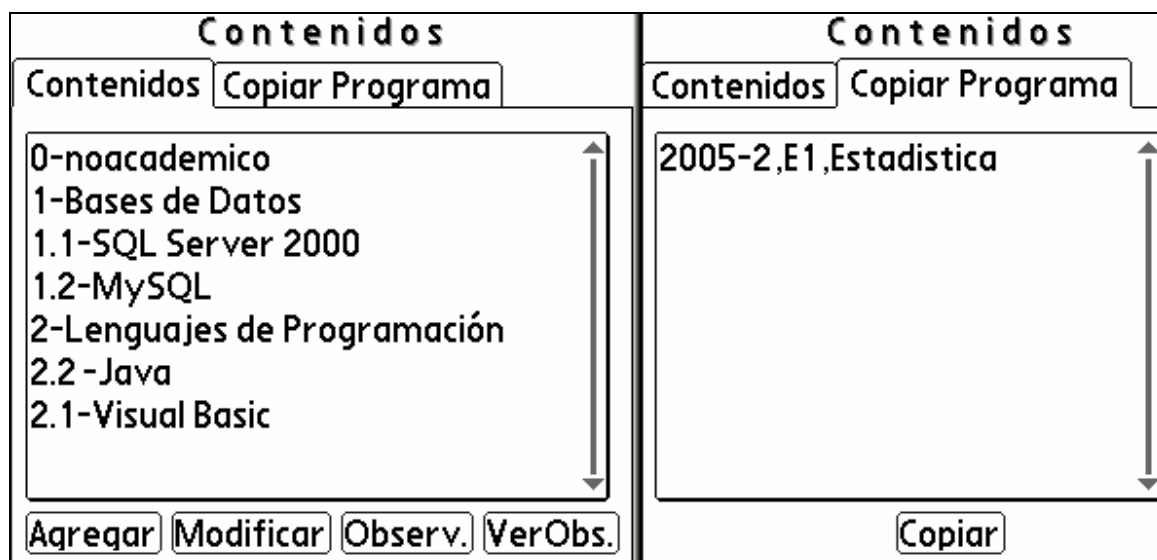 Contenidos
Contenidos Copiar Programa
0-noacademico
1-Bases de Datos
1.1-SQL Server 2000
1.2-MySQL
2-Lenguajes de Programación
2.2 -Java
2.1-Visual Basic
Agregar Modificar Observ. VerObs.
Contenidos
Contenidos Copiar Programa
2005-2,E1,Estadistica
Copiar